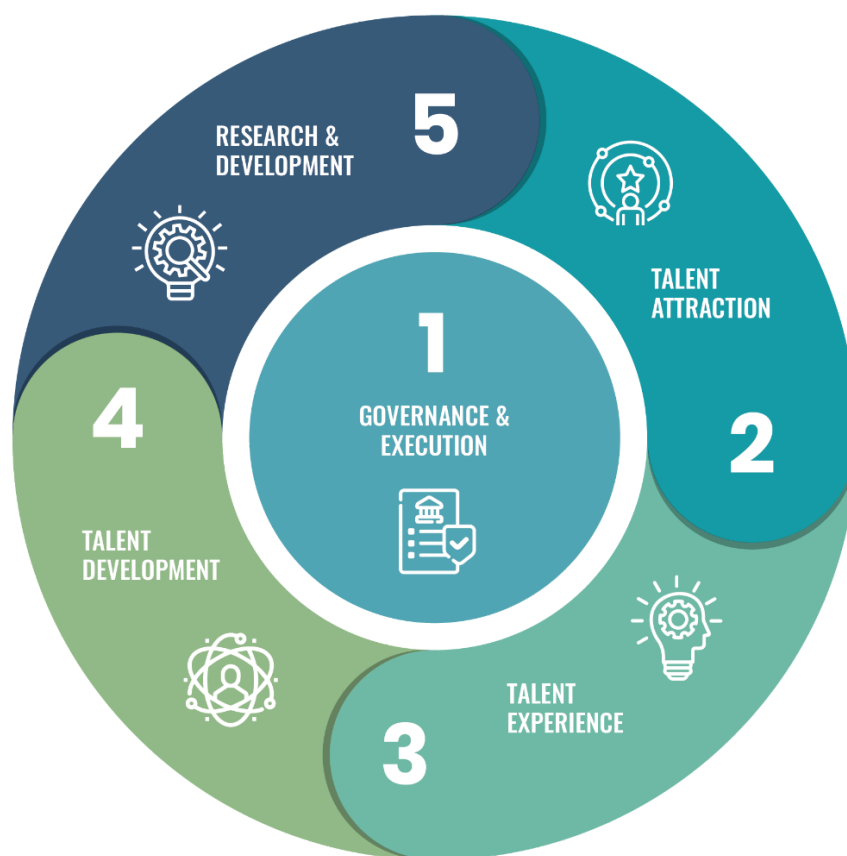 1
GOVERNANCE &
EXECUTION
2
TALENT
ATTRACTION
3
TALENT
EXPERIENCE
4
TALENT
DEVELOPMENT
5
RESEARCH &
DEVELOPMENT